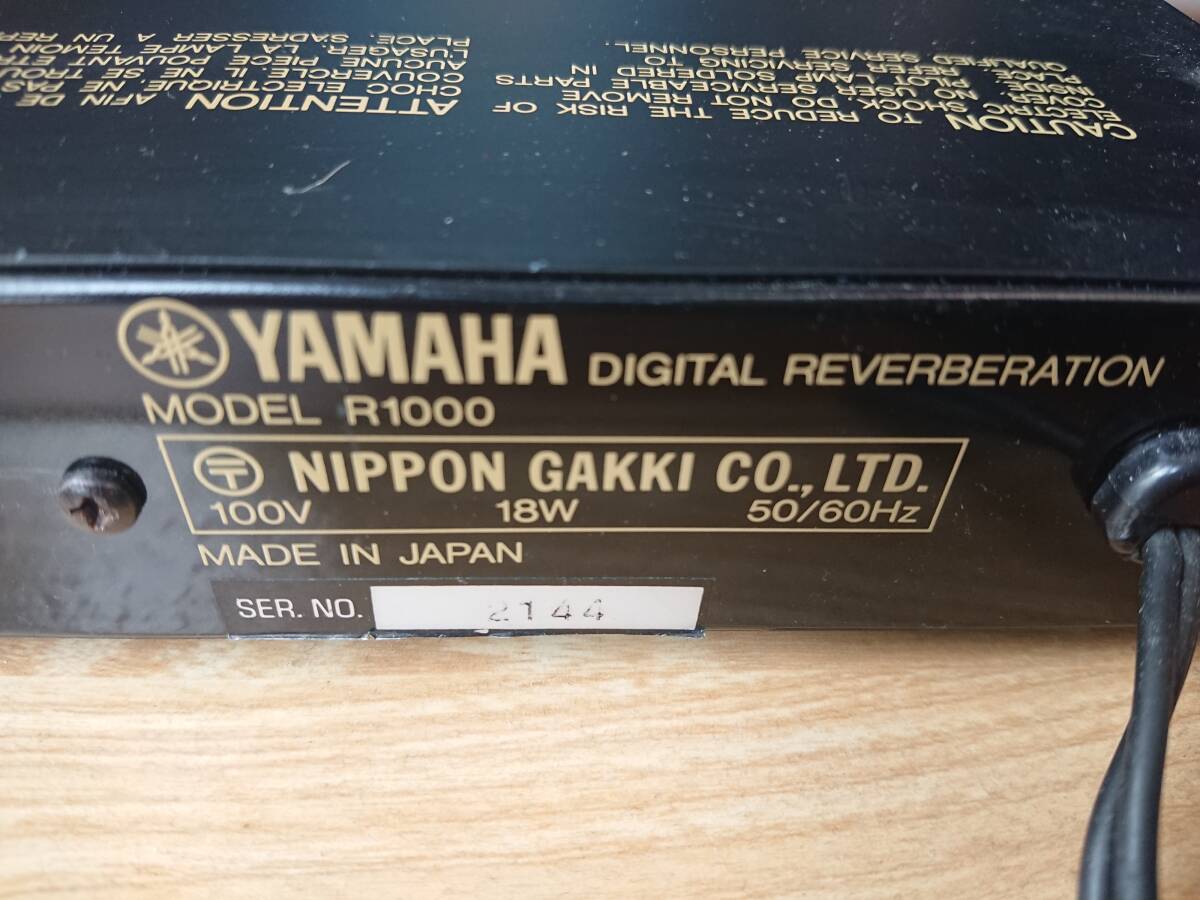 CAUTION TO REDUCE THE RISK OF
ELECTRIC SHOCK, DO NOT REMOVE
COVER. NO USER SERVICEABLE PARTS
INSIDE. NOT LAMP SOLDERED IN
PLACE. REFER SERVICING TO
QUALIFIED SERVICE PERSONNEL.
ATTENTION AFIN DE
CHOC ELECTRIQUE NE PAS
COUVERCLE. IL NE SE
AUCUNE PIECE POUVANT
L'USAGER. LA LAMPE TEMOIN
PLACE. S'ADRESSER A UN
YAMAHA DIGITAL REVERBERATION
MODEL R1000
NIPPON GAKKI CO., LTD.
100V 18W 50/60Hz
MADE IN JAPAN
SER. NO. 2144